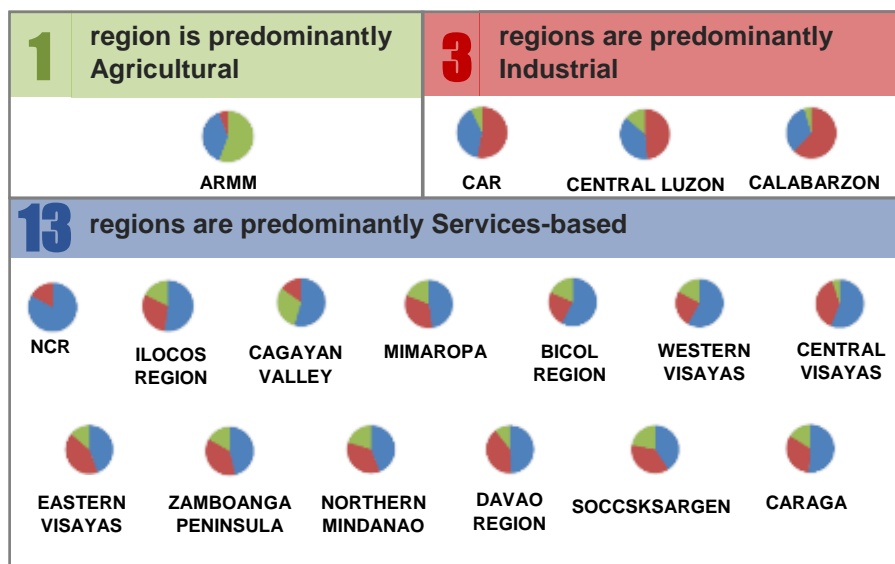 1 region is predominantly
Agricultural
3 regions are predominantly
Industrial
ARMM
CAR
CENTRAL LUZON
CALABARZON
13 regions are predominantly Services-based
NCR
ILOCOS
REGION
CAGAYAN
VALLEY
MIMAROPA
BICOL
REGION
WESTERN
VISAYAS
CENTRAL
VISAYAS
EASTERN
VISAYAS
ZAMBOANGA
PENINSULA
NORTHERN
MINDANAO
DAVAO
REGION
SOCCSKSARGEN
CARAGA